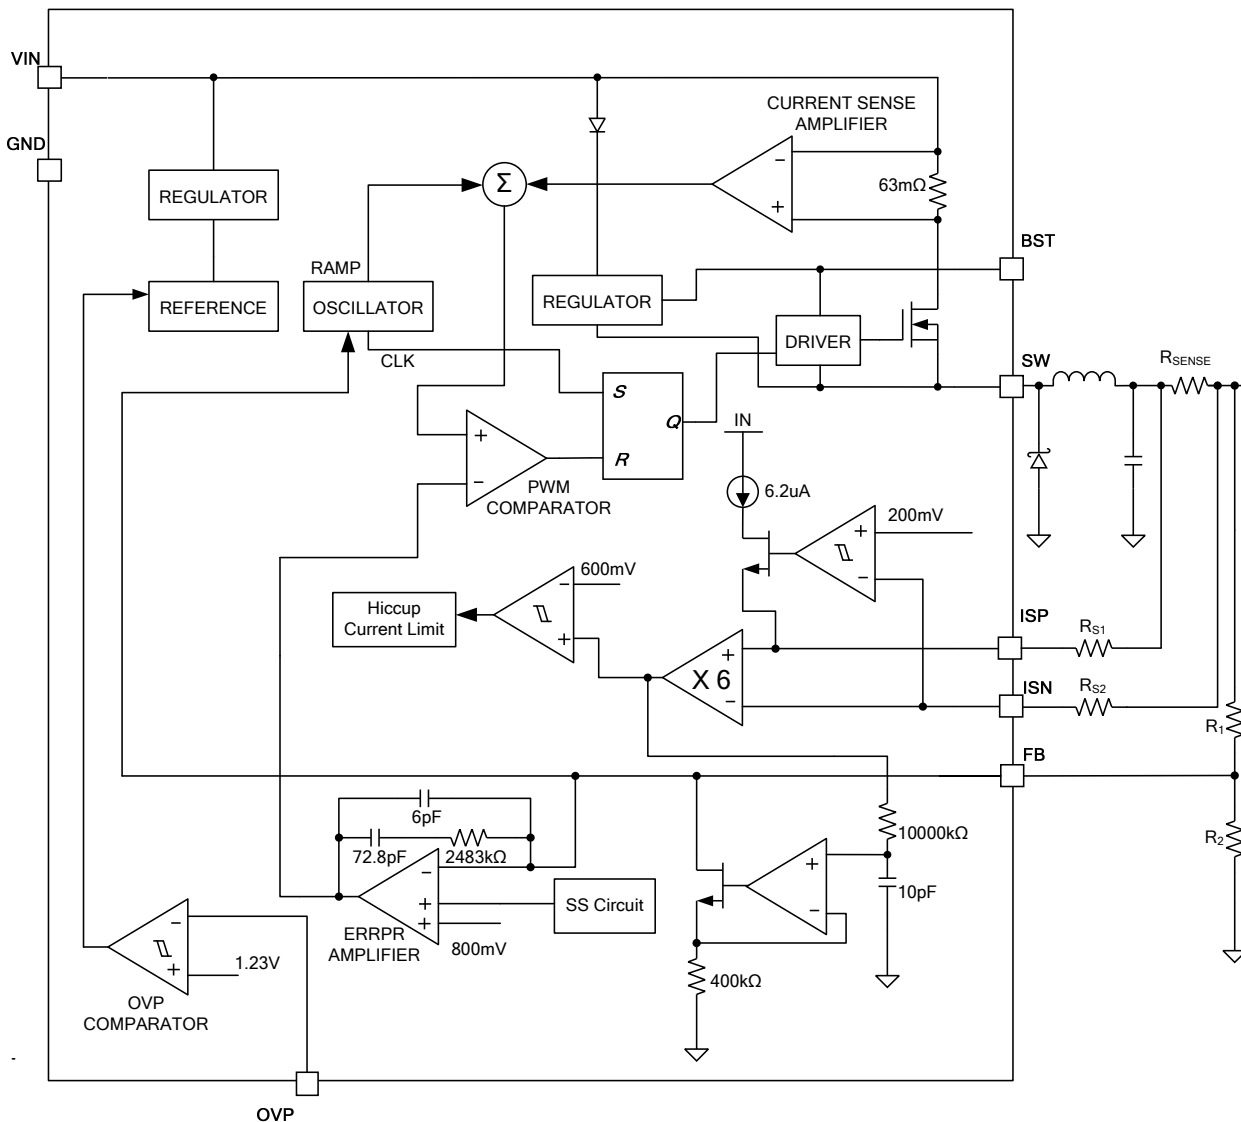 VIN
CURRENT SENSE
AMPLIFIER
GND
−
Σ
63mΩ
REGULATOR
+
BST
RAMP
REFERENCE
OSCILLATOR
REGULATOR
DRIVER
SW
RSENSE
CLK
S
Q
IN
+
R
−
6.2uA
PWM
COMPARATOR
200mV
+
600mV
−
−
Hiccup
Current Limit
+
ISP
RS1
+
X 6
−
ISN
RS2
R1
FB
6pF
10000kΩ
72.8pF
2483kΩ
R2
−
+
10pF
+
SS Circuit
−
−
+
ERRPR
AMPLIFIER
800mV
1.23V
+
400kΩ
OVP
COMPARATOR
-
OVP